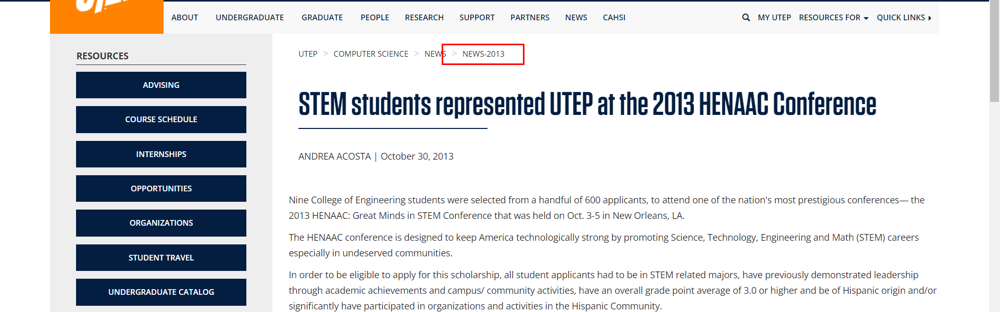 ABOUT UNDERGRADUATE GRADUATE PEOPLE RESEARCH SUPPORT PARTNERS NEWS CAHSI MY UTEP RESOURCES FOR QUICK LINKS
RESOURCES
ADVISING
COURSE SCHEDULE
INTERNSHIPS
OPPORTUNITIES
ORGANIZATIONS
STUDENT TRAVEL
UNDERGRADUATE CATALOG
UTEP > COMPUTER SCIENCE > NEWS > NEWS-2013
STEM students represented UTEP at the 2013 HENAAC Conference
ANDREA ACOSTA | October 30, 2013
Nine College of Engineering students were selected from a handful of 600 applicants, to attend one of the nation's most prestigious conferences— the
2013 HENAAC: Great Minds in STEM Conference that was held on Oct. 3-5 in New Orleans, LA.
The HENAAC conference is designed to keep America technologically strong by promoting Science, Technology, Engineering and Math (STEM) careers
especially in undeserved communities.
In order to be eligible to apply for this scholarship, all student applicants had to be in STEM related majors, have previously demonstrated leadership
through academic achievements and campus/ community activities, have an overall grade point average of 3.0 or higher and be of Hispanic origin and/or
significantly have participated in organizations and activities in the Hispanic Community.